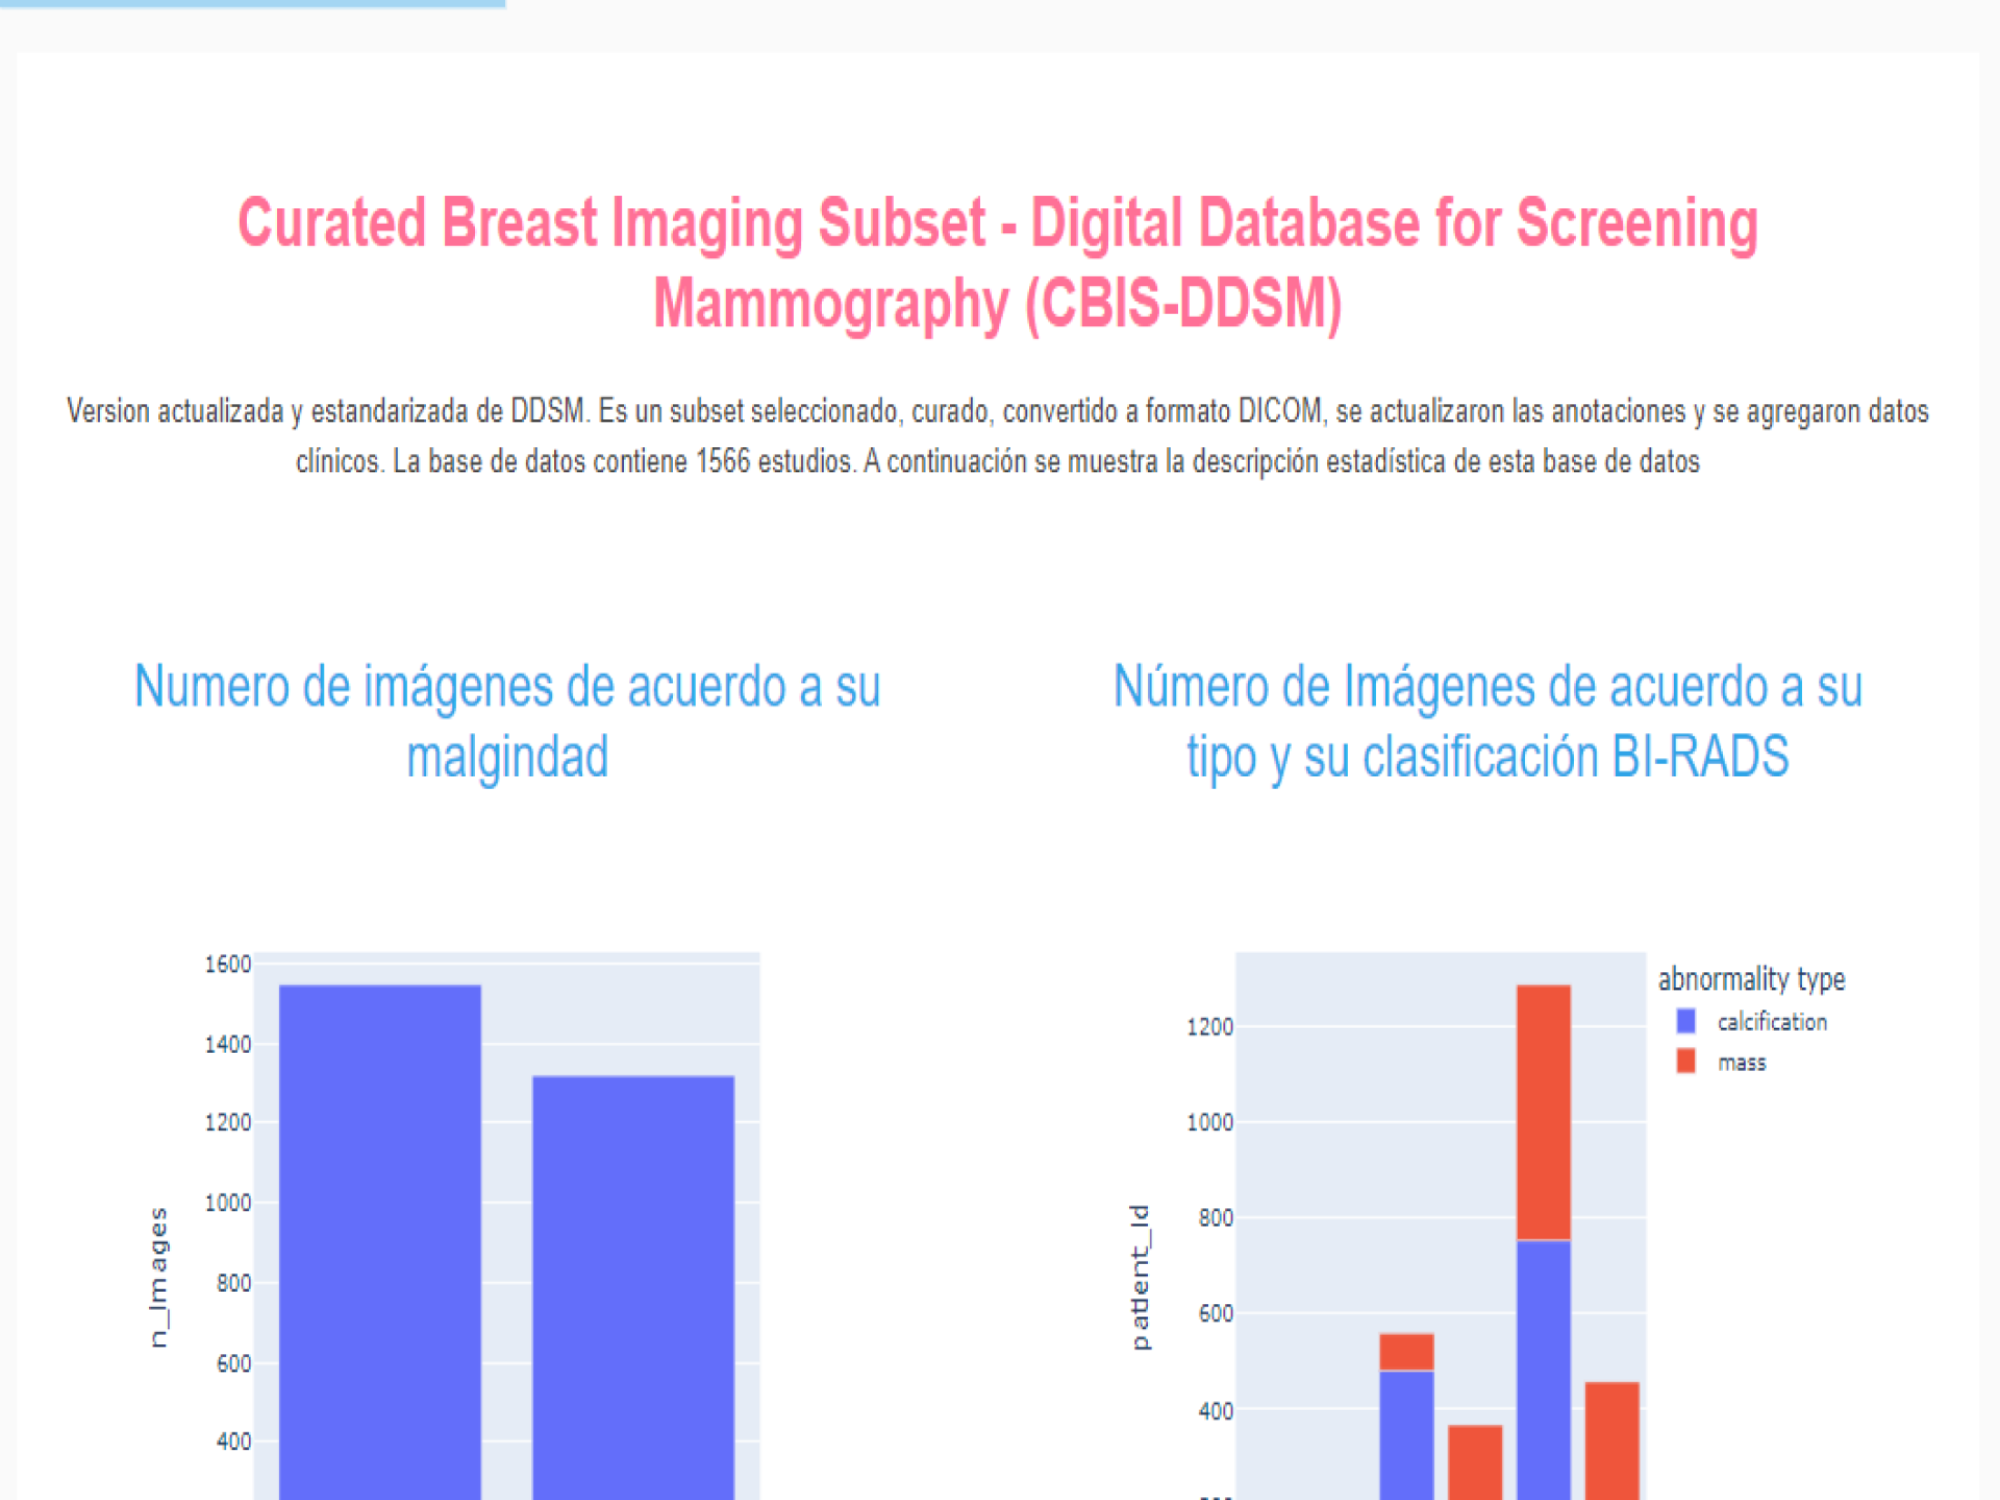 Curated Breast Imaging Subset - Digital Database for Screening
Mammography (CBIS-DDSM)
Version actualizada y estandarizada de DDSM. Es un subset seleccionado, curado, convertido a formato DICOM, se actualizaron las anotaciones y se agregaron datos
clínicos. La base de datos contiene 1566 estudios. A continuación se muestra la descripción estadística de esta base de datos
Numero de imágenes de acuerdo a su
malgindad
1600
1400
1200
1000
800
600
400
n_images
Número de Imágenes de acuerdo a su
tipo y su clasificación BI-RADS
1200
1000
800
600
400
patient_id
abnormality type
calcification
mass